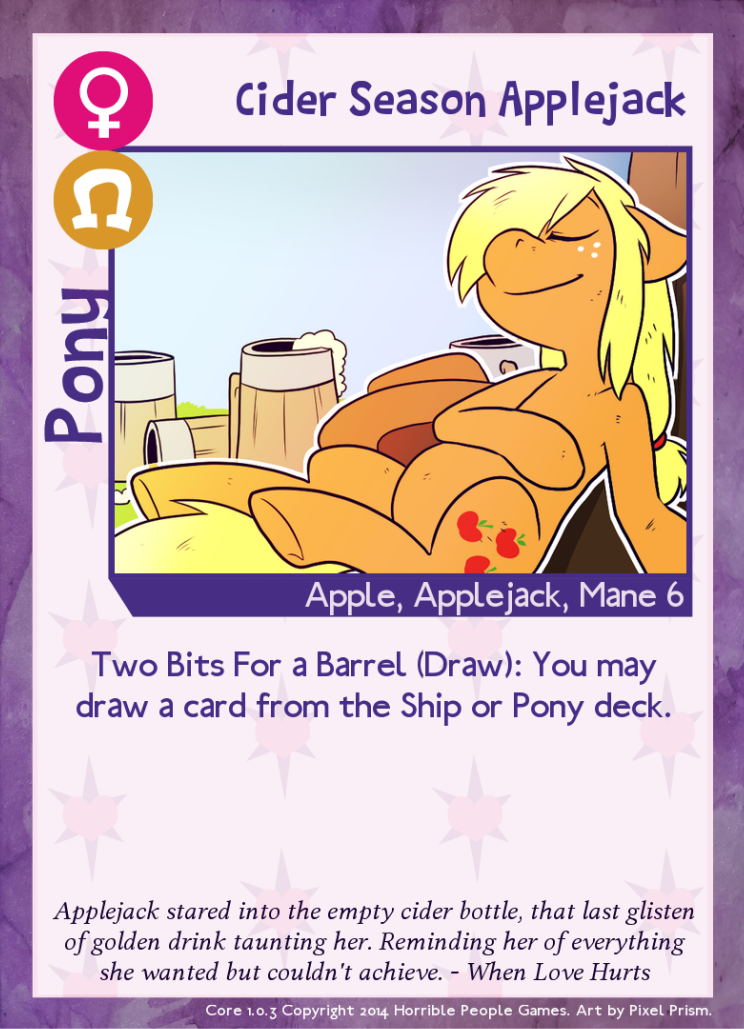 Cider Season Applejack
Pony
Apple, Applejack, Mane 6
Two Bits For a Barrel (Draw): You may
draw a card from the Ship or Pony deck.
Applejack stared into the empty cider bottle, that last glisten
of golden drink taunting her. Reminding her of everything
she wanted but couldn't achieve. - When Love Hurts
Core 1.0.3 Copyright 2014 Horrible People Games. Art by Pixel Prism.